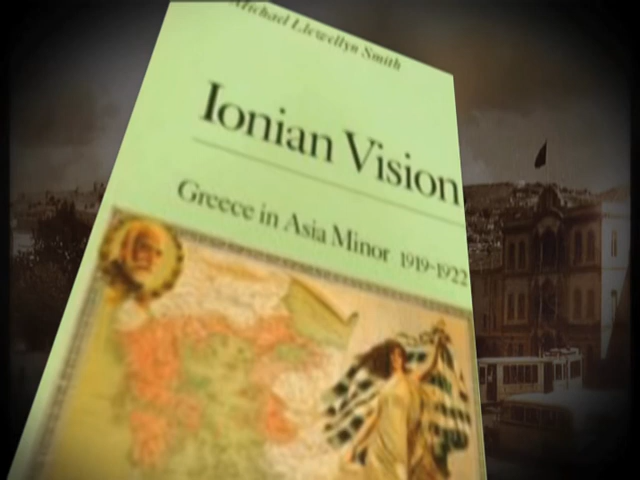 Michael Llewellyn Smith
Ionian Vision
Greece in Asia Minor 1919-1922